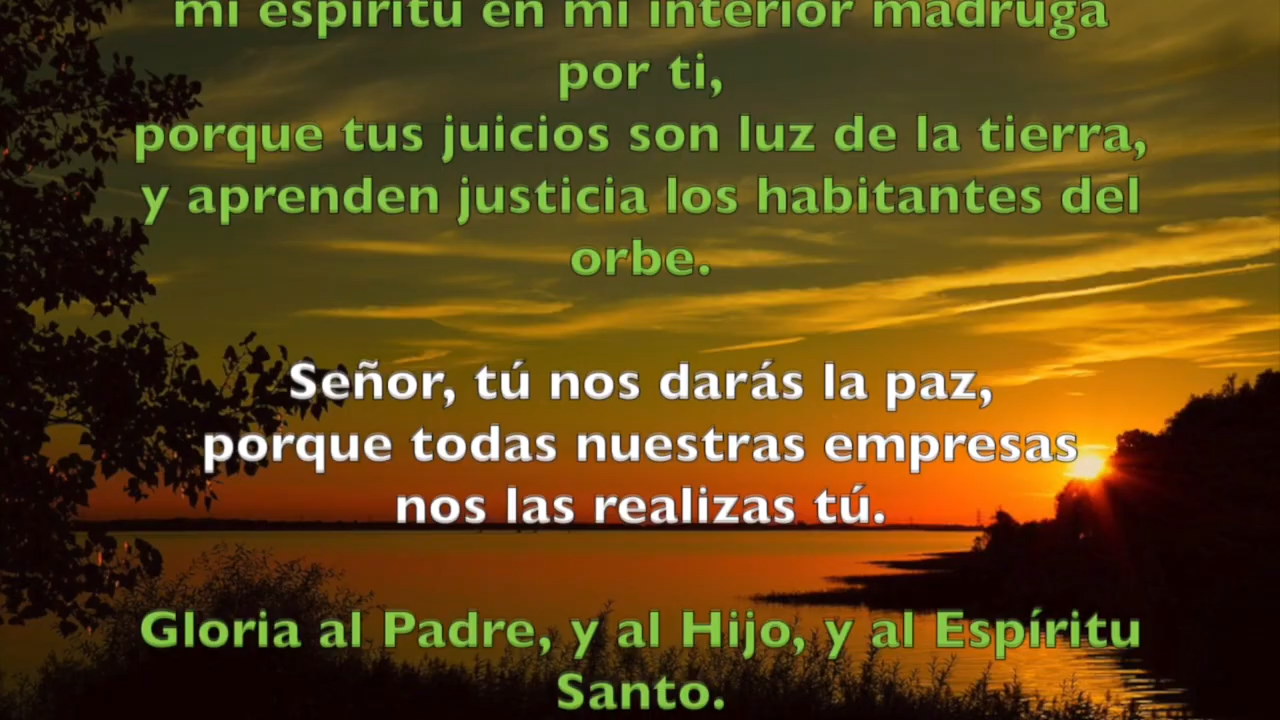 mi espíritu en mi interior madruga
por ti,
porque tus juicios son luz de la tierra,
y aprenden justicia los habitantes del
orbe.
Señor, tú nos darás la paz,
porque todas nuestras empresas
nos las realizas tú.
Gloria al Padre, y al Hijo, y al Espíritu
Santo.